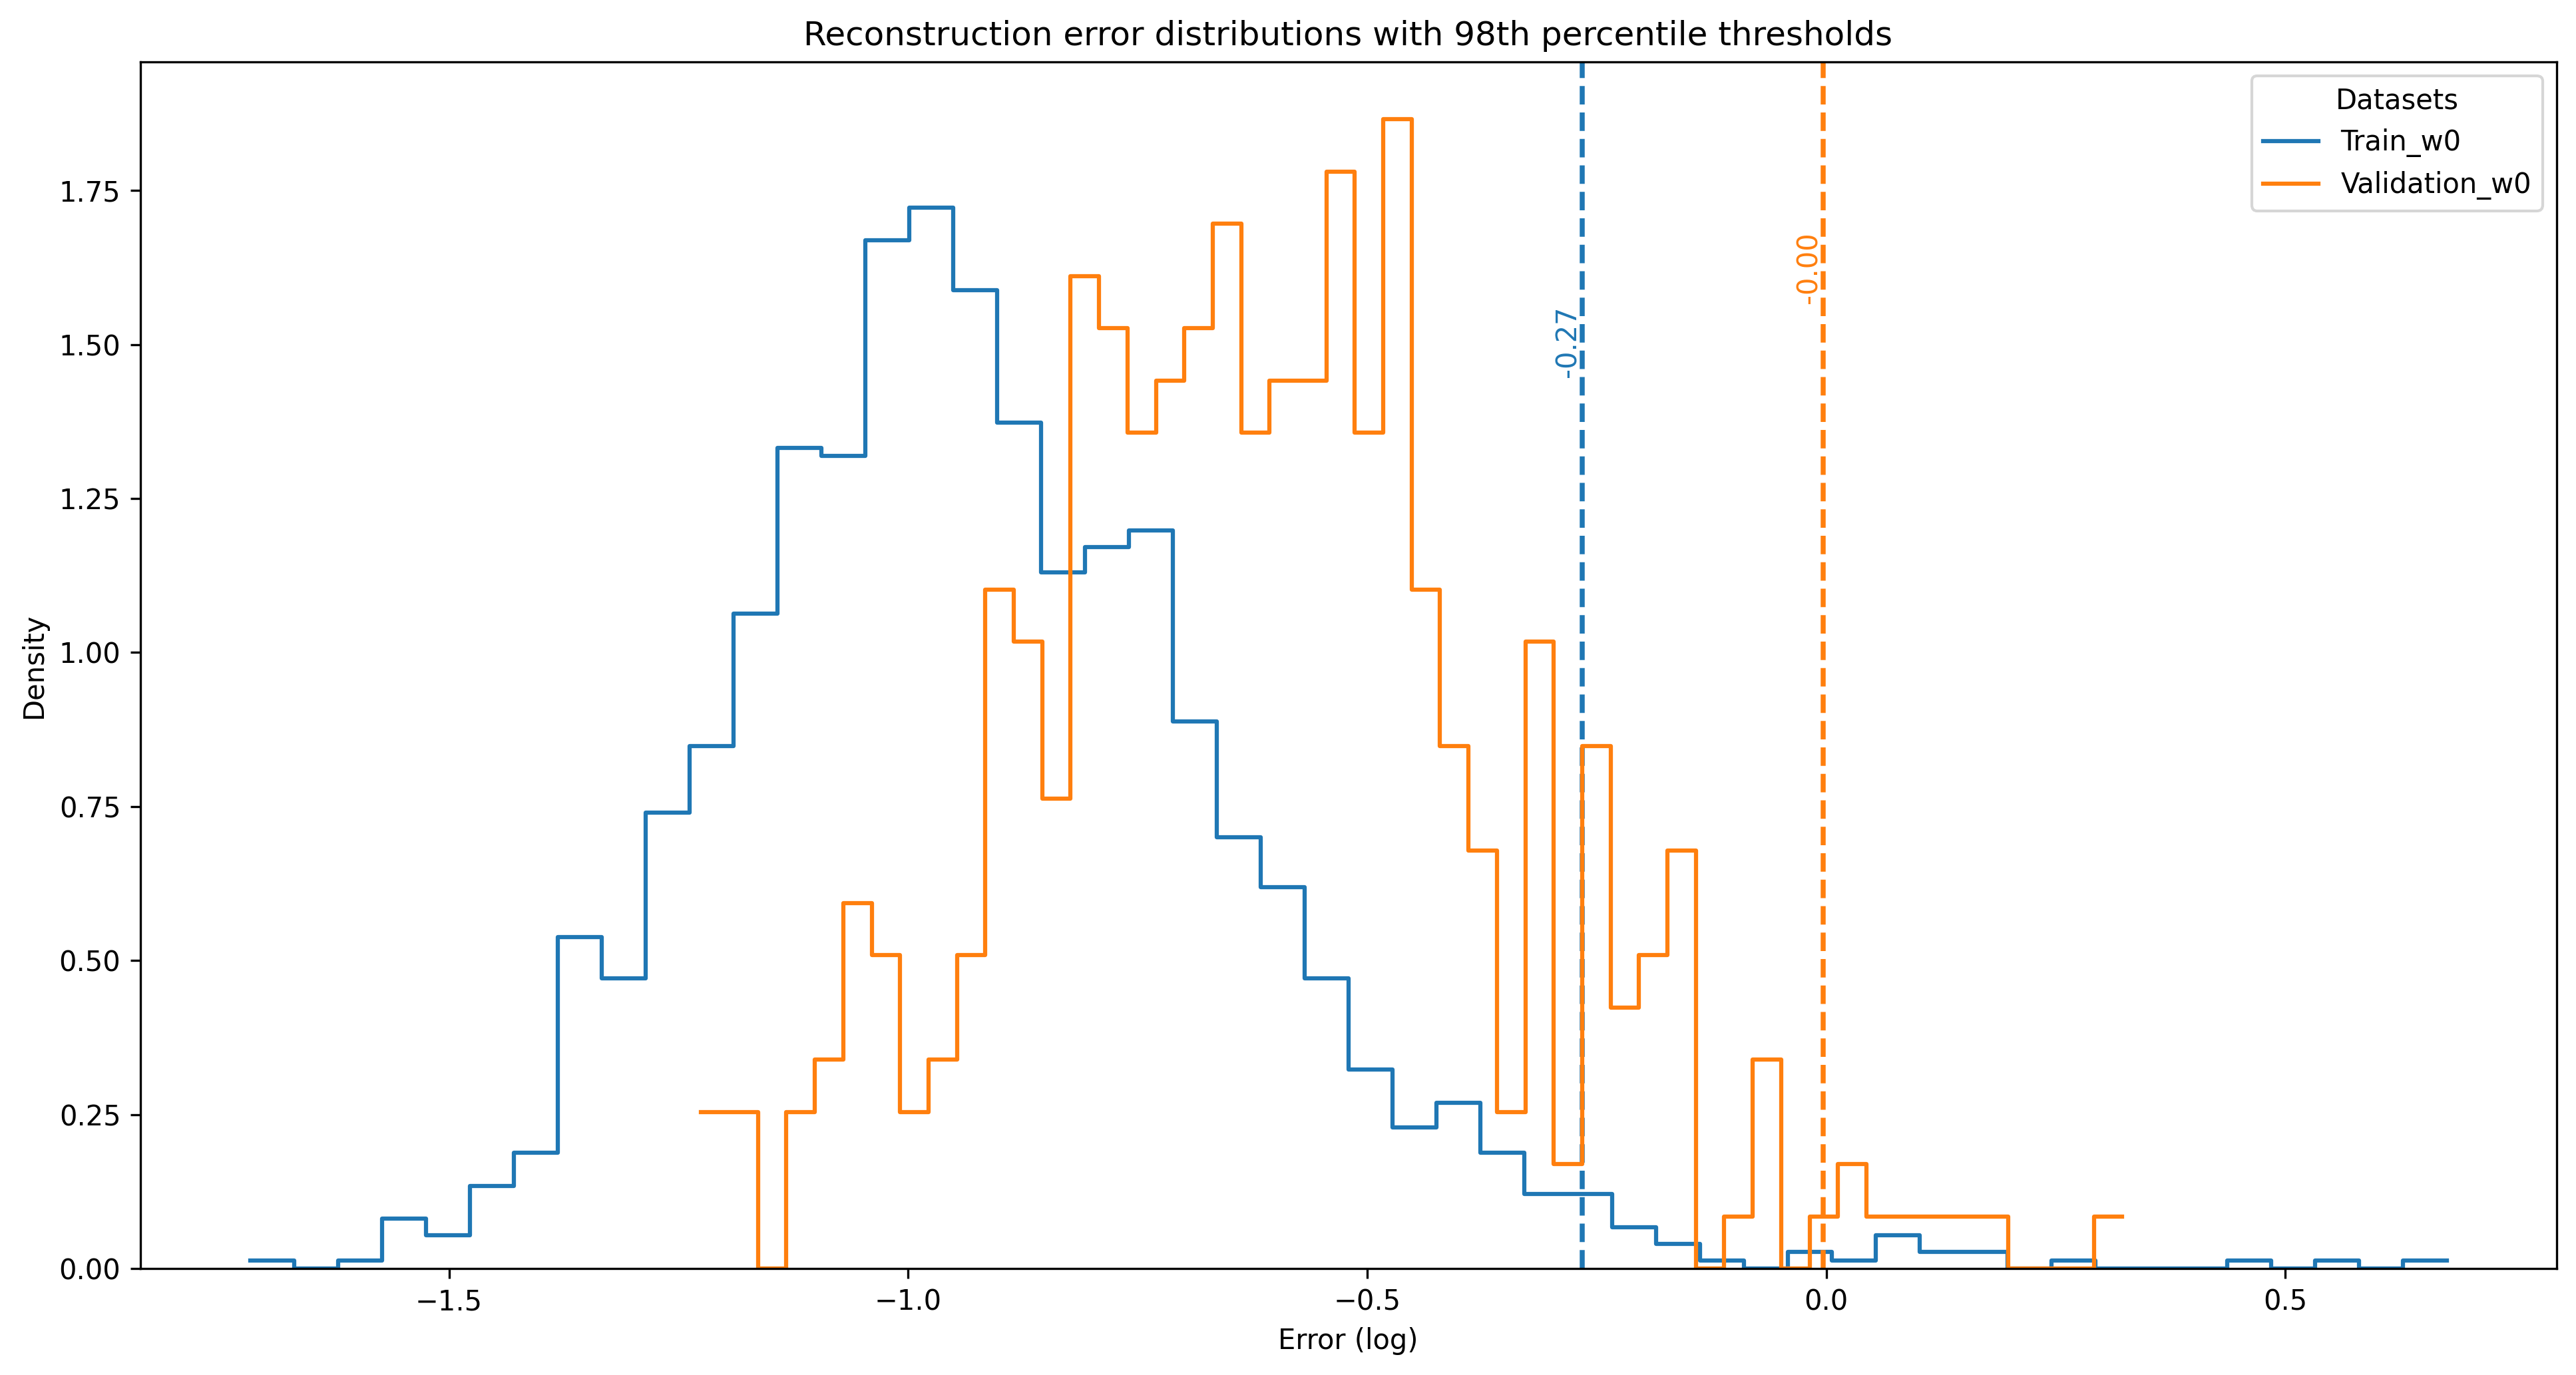 Reconstruction error distributions with 98th percentile thresholds
Datasets
Train_w0
Validation_w0
-0.00
-0.27
Density
1.75
1.50
1.25
1.00
0.75
0.50
0.25
0.00
−1.5
−1.0
−0.5
0.0
0.5
Error (log)